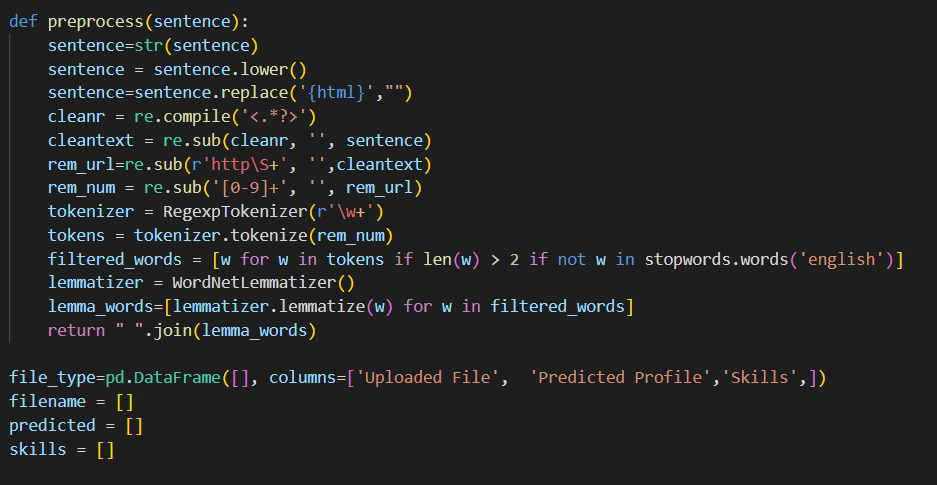 def preprocess(sentence):
    sentence=str(sentence)
    sentence = sentence.lower()
    sentence=sentence.replace('{html}',"")
    cleanr = re.compile('<.*?>')
    cleantext = re.sub(cleanr, '', sentence)
    rem_url=re.sub(r'http\S+', '',cleantext)
    rem_num = re.sub('[0-9]+', '', rem_url)
    tokenizer = RegexpTokenizer(r'\w+')
    tokens = tokenizer.tokenize(rem_num)
    filtered_words = [w for w in tokens if len(w) > 2 if not w in stopwords.words('english')]
    lemmatizer = WordNetLemmatizer()
    lemma_words=[lemmatizer.lemmatize(w) for w in filtered_words]
    return " ".join(lemma_words)

file_type=pd.DataFrame([], columns=['Uploaded File',  'Predicted Profile','Skills',])
filename = []
predicted = []
skills = []